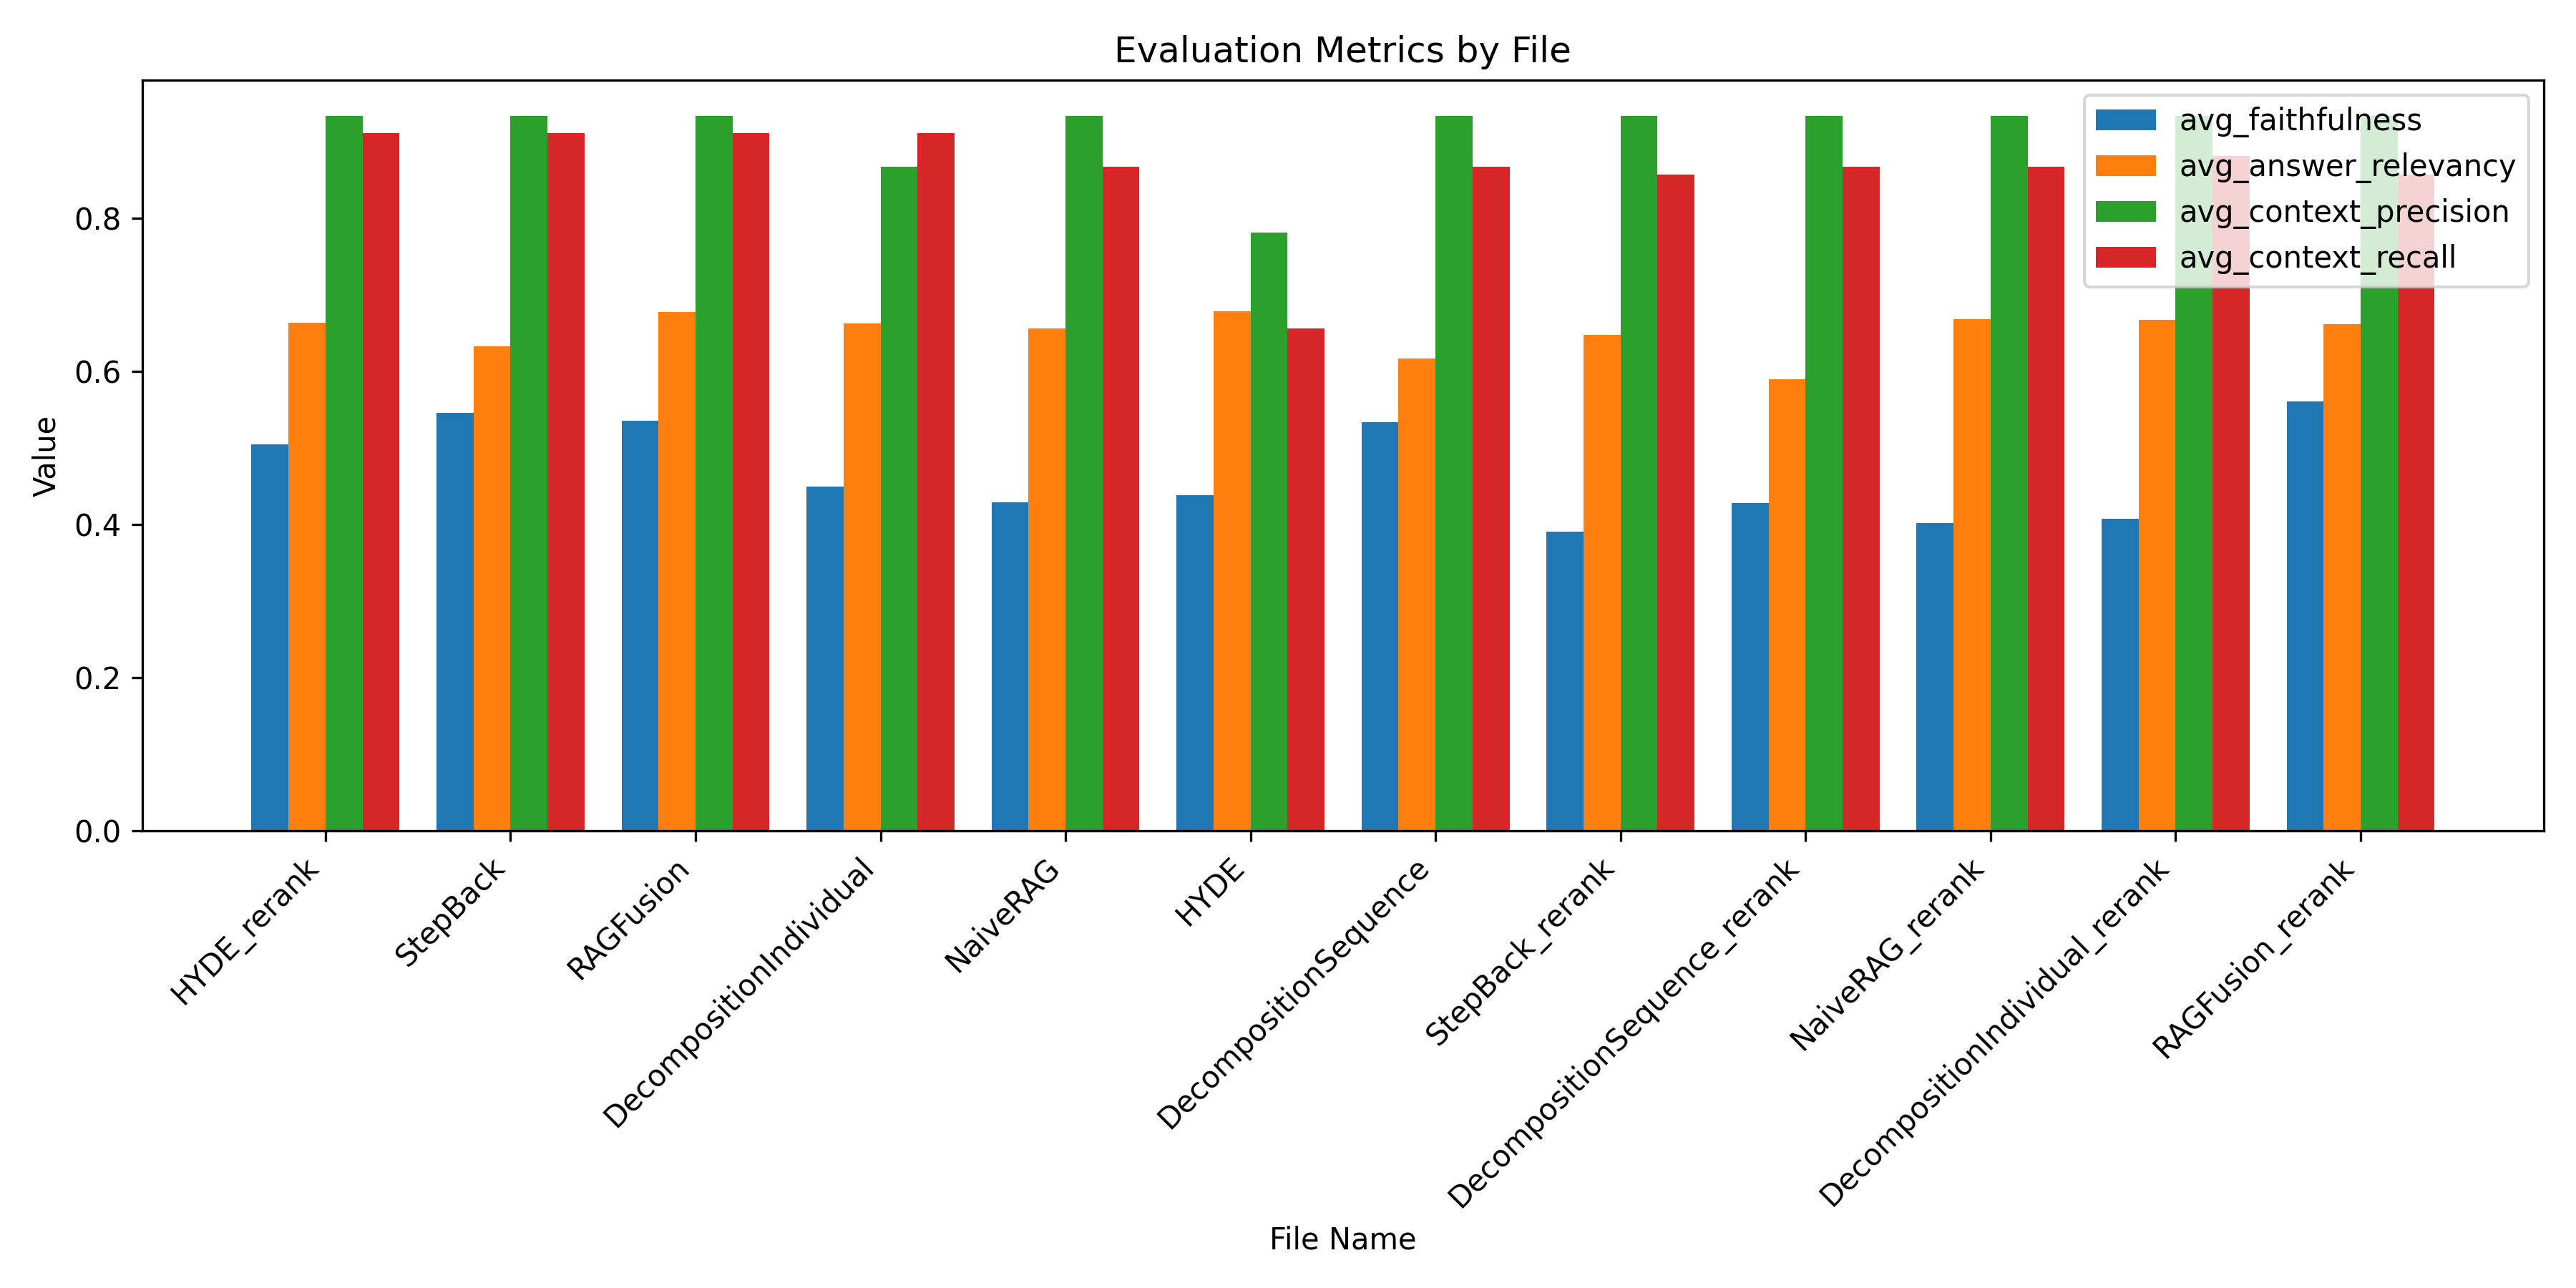 Evaluation Metrics by File
avg_faithfulness
avg_answer_relevancy
avg_context_precision
avg_context_recall
Value
0.8
0.6
0.4
0.2
0.0
HYDE_rerank
StepBack
RAGFusion
DecompositionIndividual
NaiveRAG
HYDE
DecompositionSequence
StepBack_rerank
DecompositionSequence_rerank
NaiveRAG_rerank
DecompositionIndividual_rerank
RAGFusion_rerank
File Name